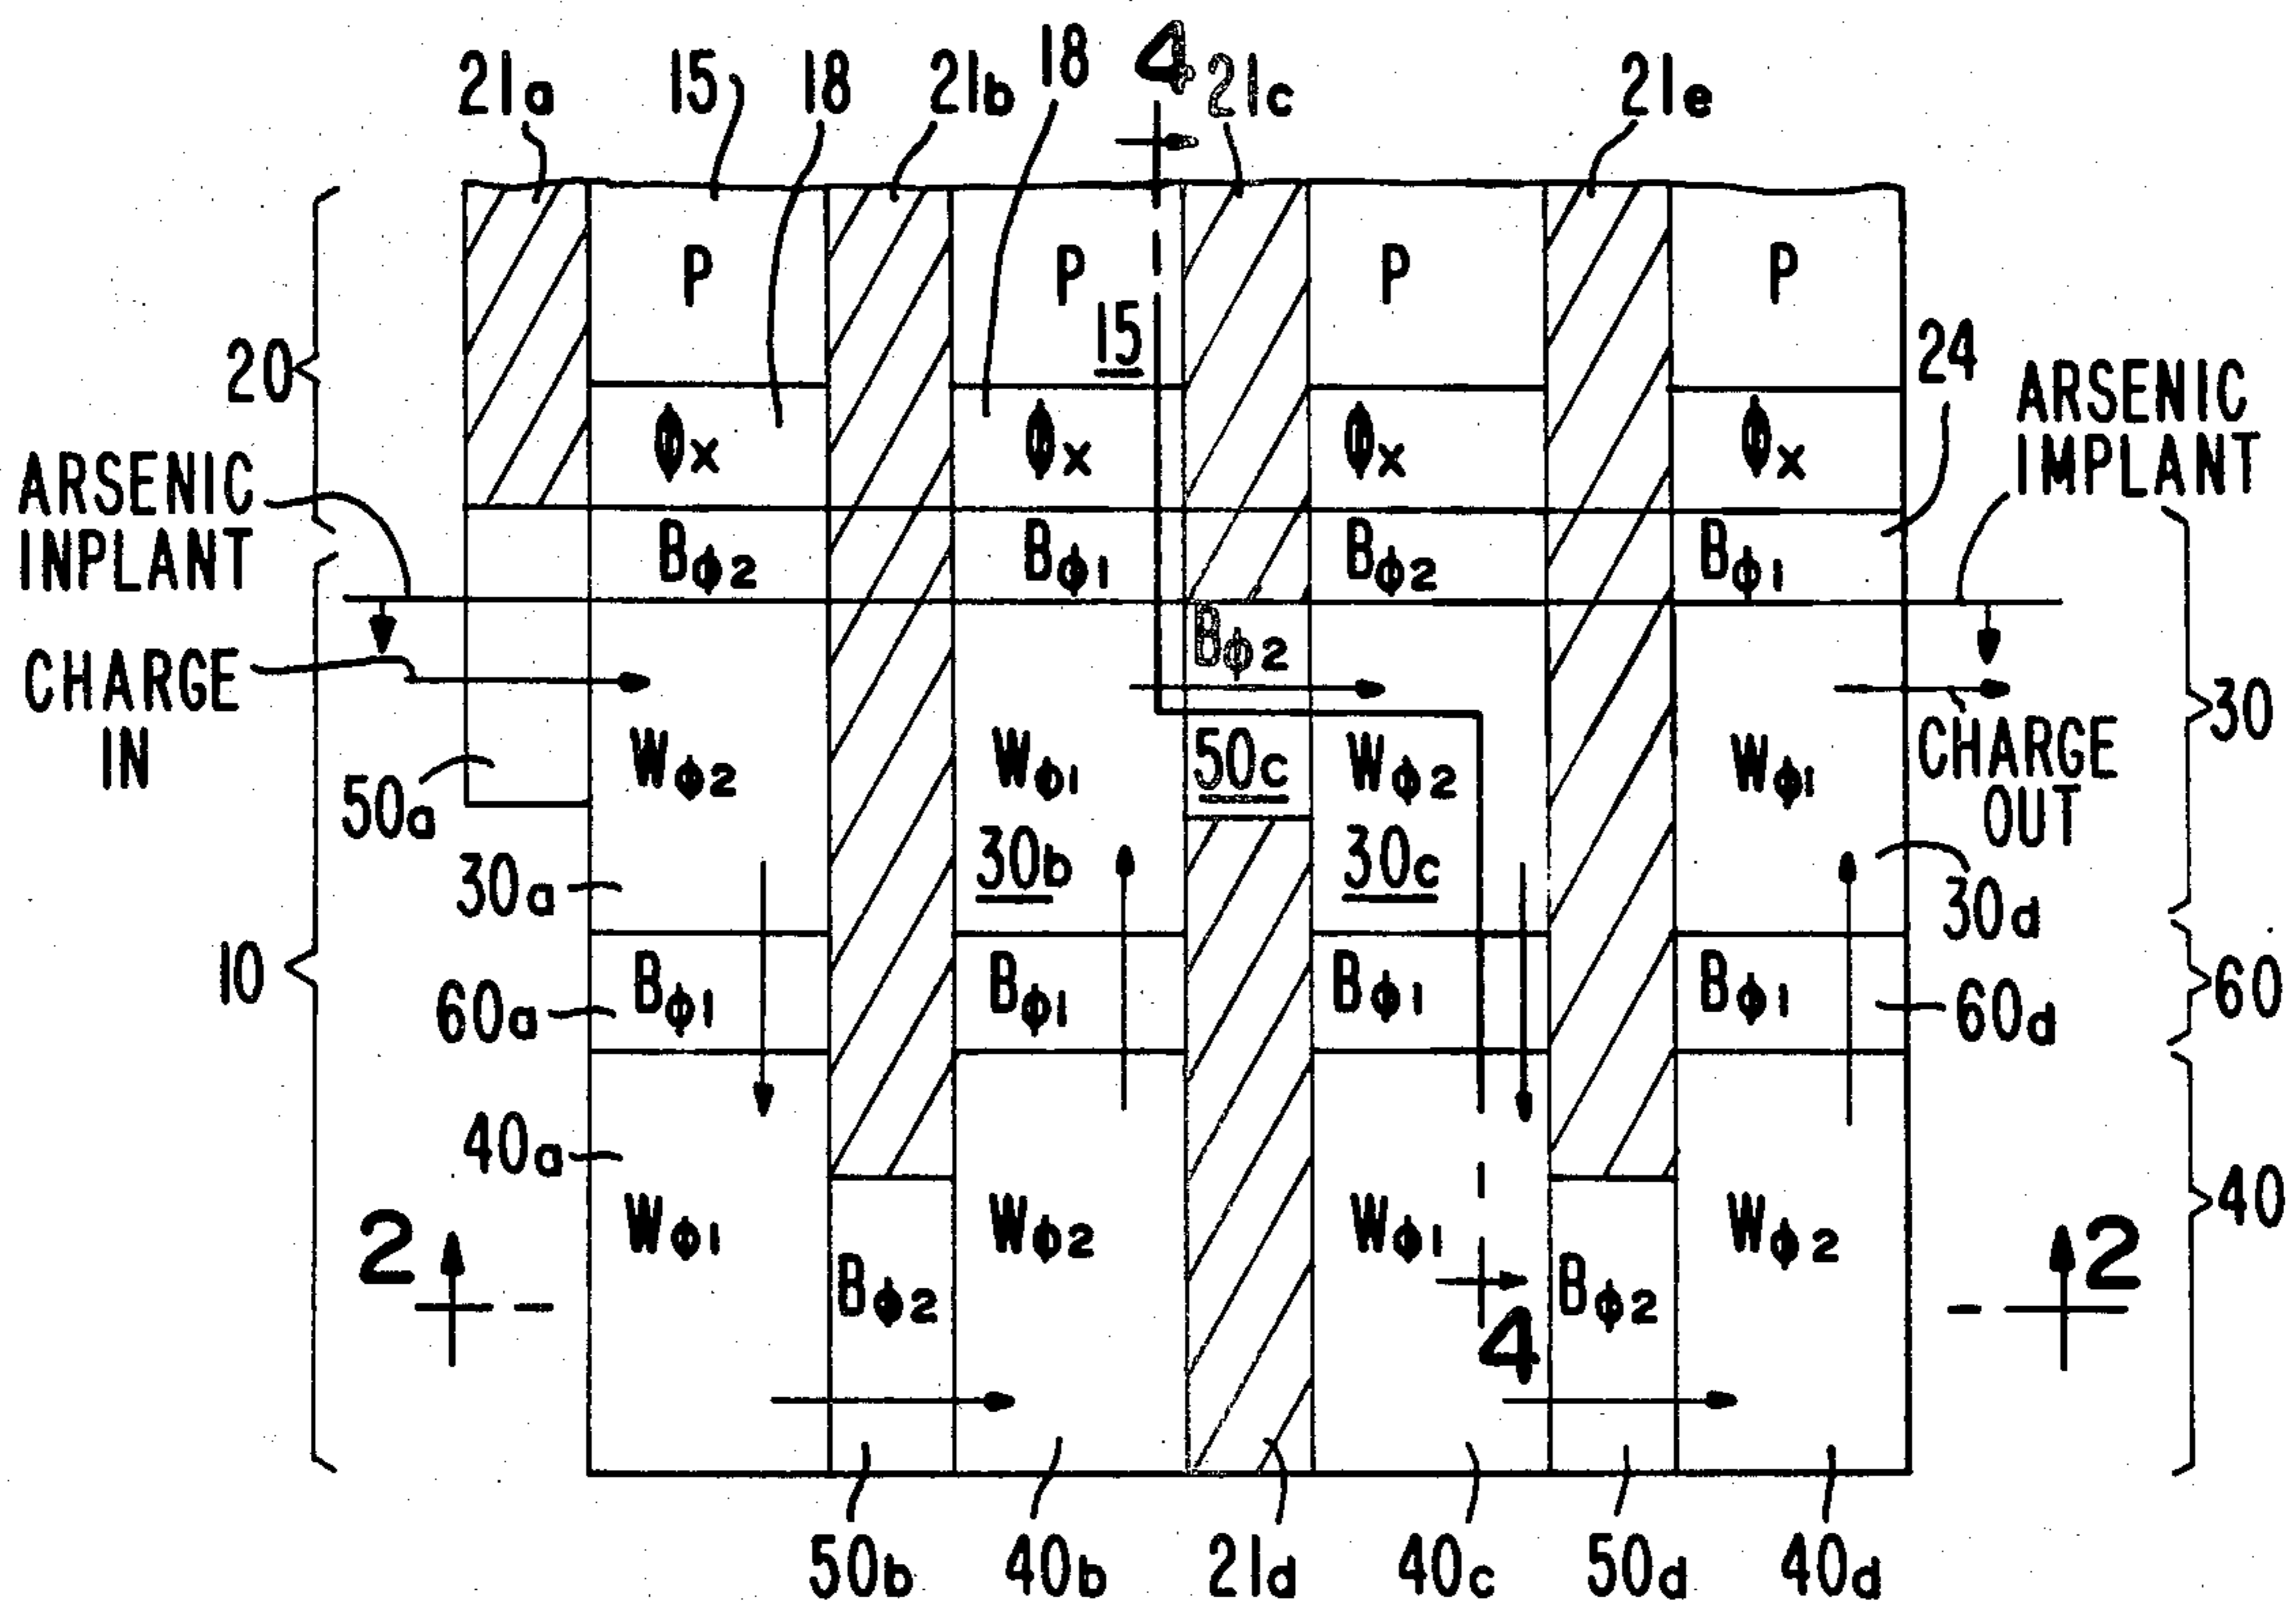 21a 15 18 21b 18 4 21c 21e
P P P P
15
20
24
ARSENIC
IMPLANT
Φx Φx Φx Φx
ARSENIC
INPLANT
Bφ2 Bφ1 Bφ2 Bφ1
Bφ2
CHARGE
IN
30
CHARGE
OUT
50a
Wφ2 Wφ1 50c Wφ2 Wφ1
30a 30b 30c 30d
10
60a Bφ1 Bφ1 Bφ1 Bφ1 60d 60
40a
40
Wφ1 Wφ2 Wφ1 Wφ2
2 2
Bφ2 Bφ2
4
50b 40b 21d 40c 50d 40d